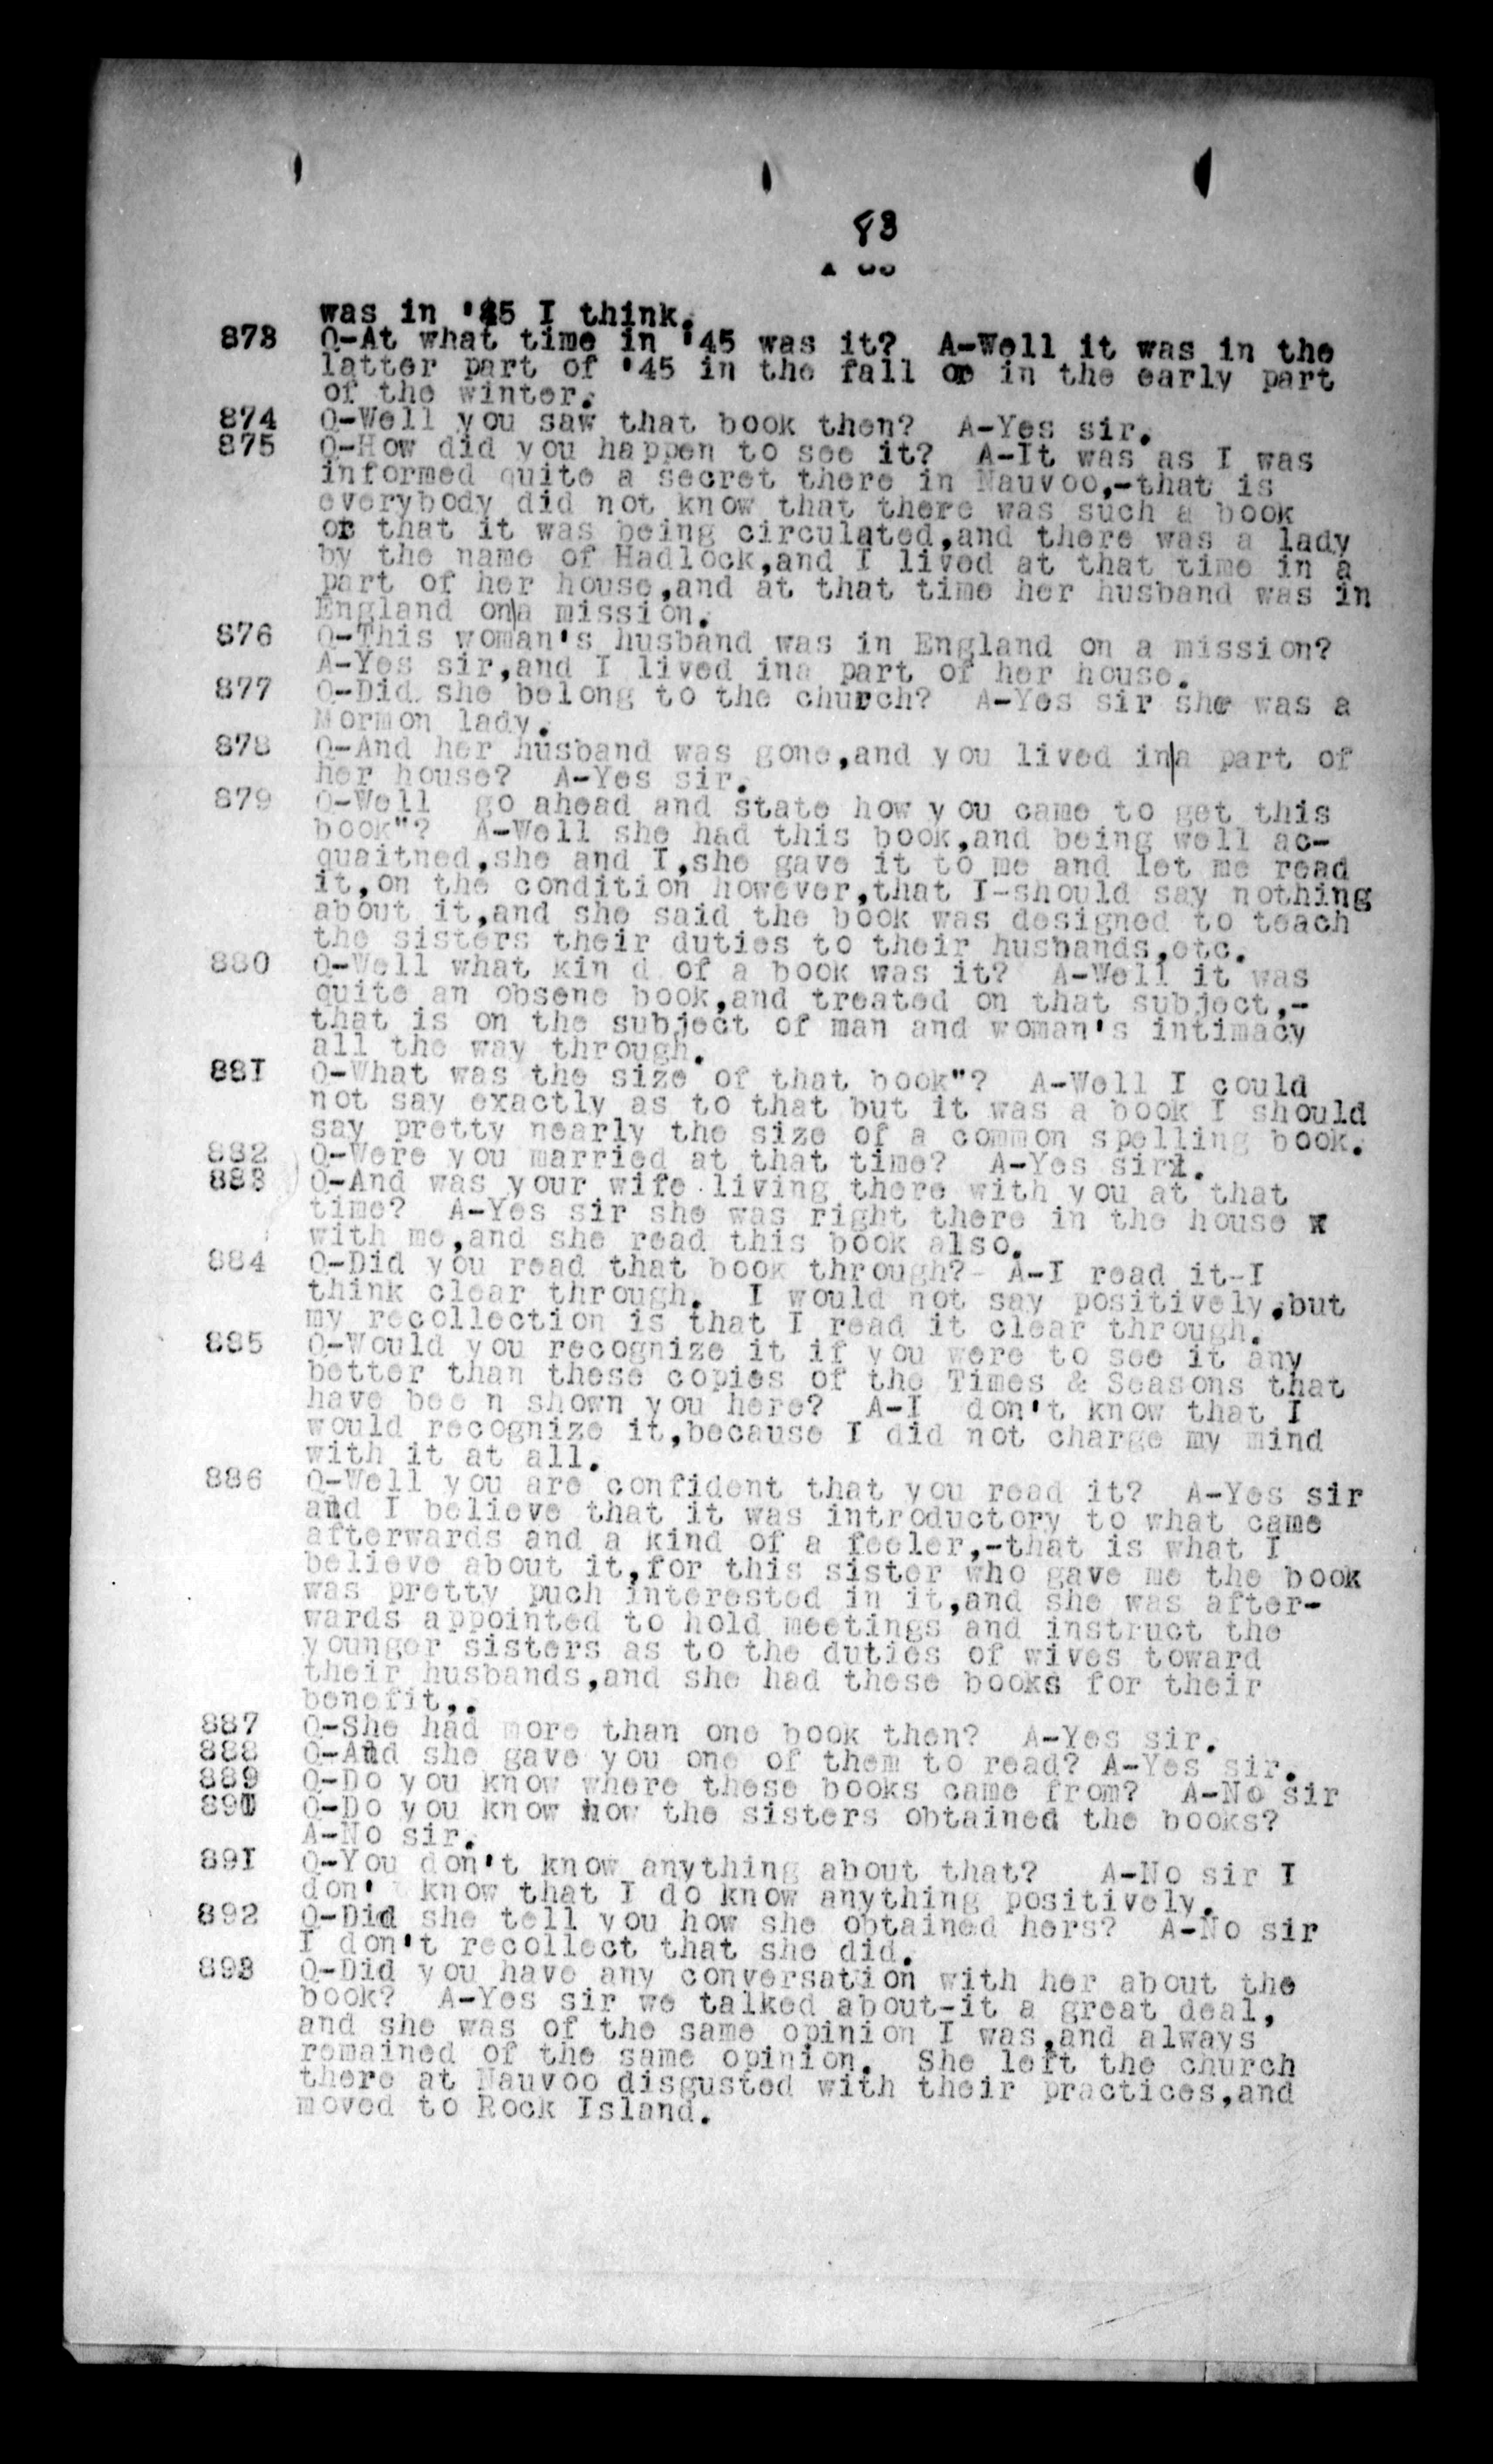 83
was in '45 I think.
873 Q-At what time in '45 was it? A-Well it was in the
latter part of '45 in the fall or in the early part
of the winter.
874 Q-Well you saw that book then? A-Yes sir.
875 Q-How did you happen to see it? A-It was as I was
informed quite a secret there in Nauvoo,-that is
everybody did not know that there was such a book
or that it was being circulated,and there was a lady
by the name of Hadlock,and I lived at that time in a
part of her house,and at that time her husband was in
England on|a mission.
876 Q-This woman's husband was in England on a mission?
A-Yes sir,and I lived ina part of her house.
877 Q-Did she belong to the church? A-Yes sir she was a
Mormon lady.
878 Q-And her husband was gone,and you lived in|a part of
her house? A-Yes sir.
879 Q-Well go ahead and state how you came to get this
book"? A-Well she had this book,and being well ac-
quaitned,she and I,she gave it to me and let me read
it,on the condition however,that I-should say nothing
about it,and she said the book was designed to teach
the sisters their duties to their husbands,etc.
880 Q-Well what kin d of a book was it? A-Well it was
quite an obsene book,and treated on that subject,-
that is on the subject of man and woman's intimacy
all the way through.
88I Q-What was the size of that book"? A-Well I could
not say exactly as to that but it was a book I should
say pretty nearly the size of a common spelling book.
882 Q-Were you married at that time? A-Yes sir.
883 Q-And was your wife living there with you at that
time? A-Yes sir she was right there in the house x
with me,and she read this book also.
884 Q-Did you read that book through?- A-I read it-I
think clear through. I would not say positively,but
my recollection is that I read it clear through.
885 Q-Would you recognize it if you were to see it any
better than these copies of the Times & Seasons that
have bee n shown you here? A-I don't know that I
would recognize it,because I did not charge my mind
with it at all.
886 Q-Well you are confident that you read it? A-Yes sir
and I believe that it was introductory to what came
afterwards and a kind of a feeler,-that is what I
believe about it,for this sister who gave me the book
was pretty puch interested in it,and she was after-
wards appointed to hold meetings and instruct the
younger sisters as to the duties of wives toward
their husbands,and she had these books for their
benefit,.
887 Q-She had more than one book then? A-Yes sir.
888 Q-And she gave you one of them to read? A-Yes sir.
889 Q-Do you know where these books came from? A-No sir
890 Q-Do you know how the sisters obtained the books?
A-No sir.
89I Q-You don't know anything about that? A-No sir I
don' know that I do know anything positively.
892 Q-Did she tell you how she obtained hers? A-No sir
I don't recollect that she did.
893 Q-Did you have any conversation with her about the
book? A-Yes sir we talked about-it a great deal,
and she was of the same opinion I was,and always
remained of the same opinion. She left the church
there at Nauvoo disgusted with their practices,and
moved to Rock Island.